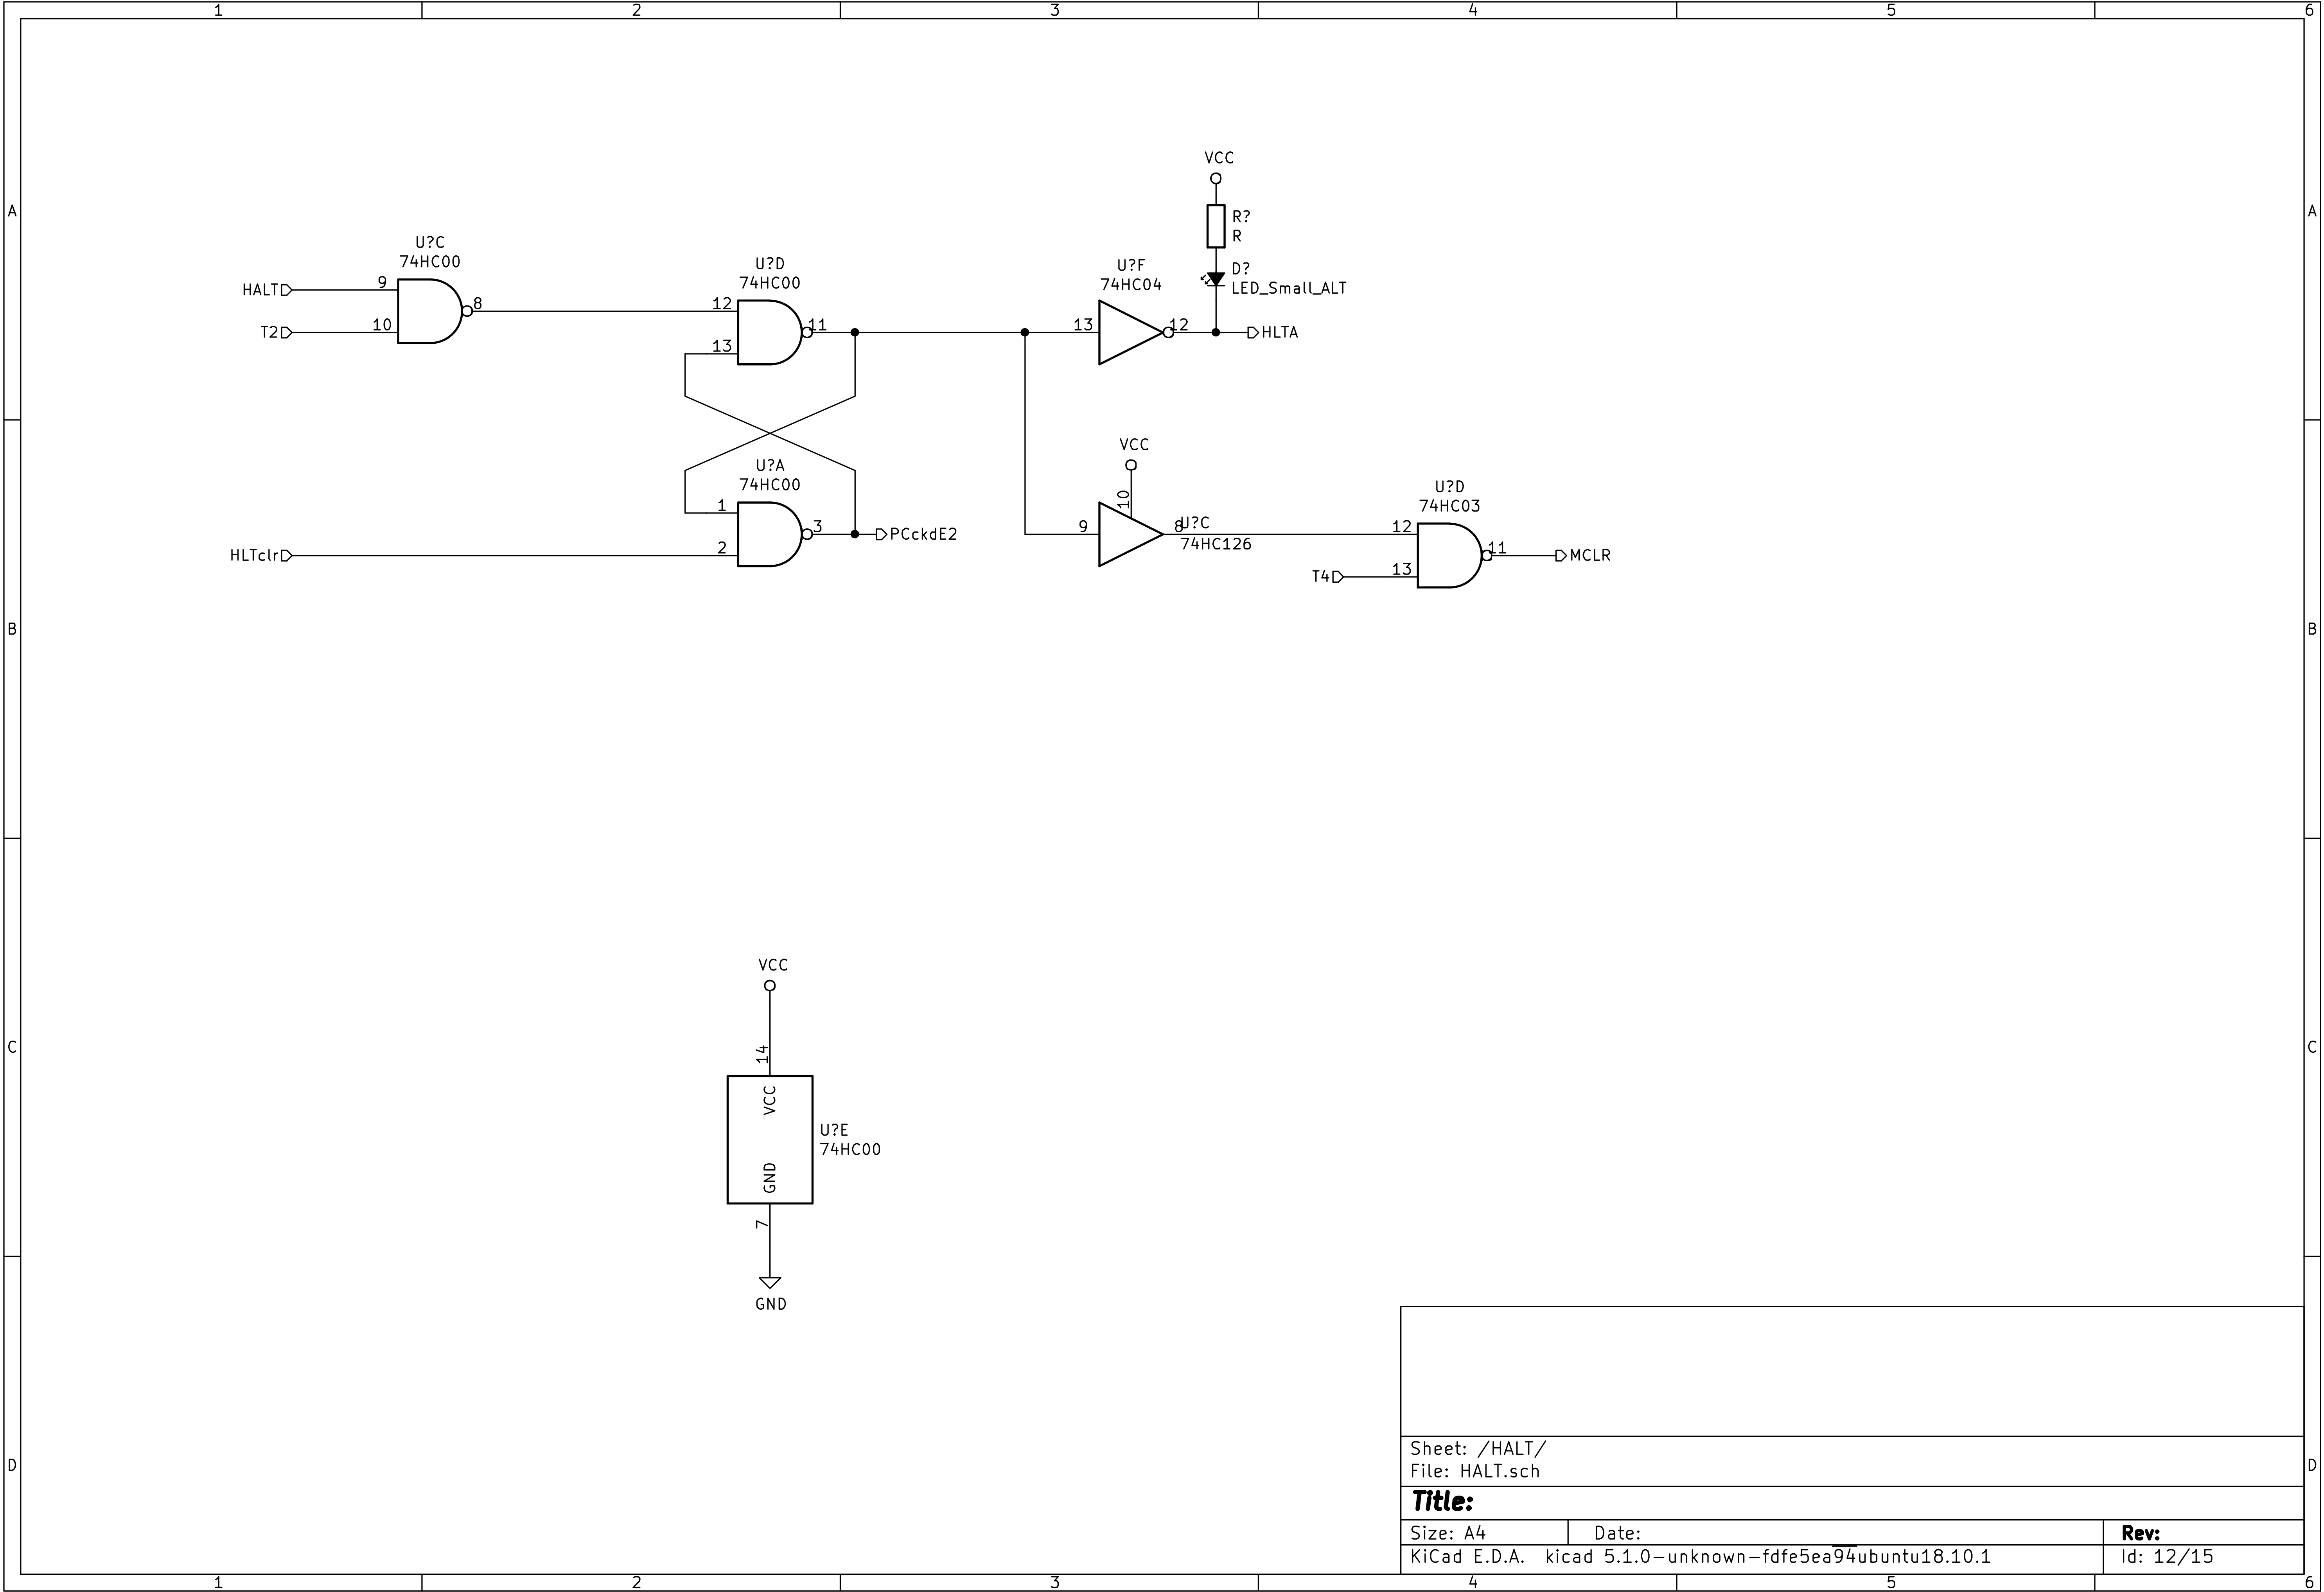 1 2 3 4 5 6
A A
VCC
R?
R
D?
LED_Small_ALT
U?C
74HC00
HALT 9
T2 10
8
U?D
74HC00
12
13
11
U?F
74HC04
13 12 HLTA
B B
U?A
74HC00
1
2
3 PCckdE2
HLTclr
VCC
10
9 8
U?C
74HC126
U?D
74HC03
12
T4 13
11 MCLR
C C
VCC
14
VCC
U?E
74HC00
GND
7
GND
D D
Sheet: /HALT/
File: HALT.sch
Title:
Size: A4 Date: Rev:
KiCad E.D.A. kicad 5.1.0-unknown-fdfe5ea94ubuntu18.10.1 Id: 12/15
1 2 3 4 5 6